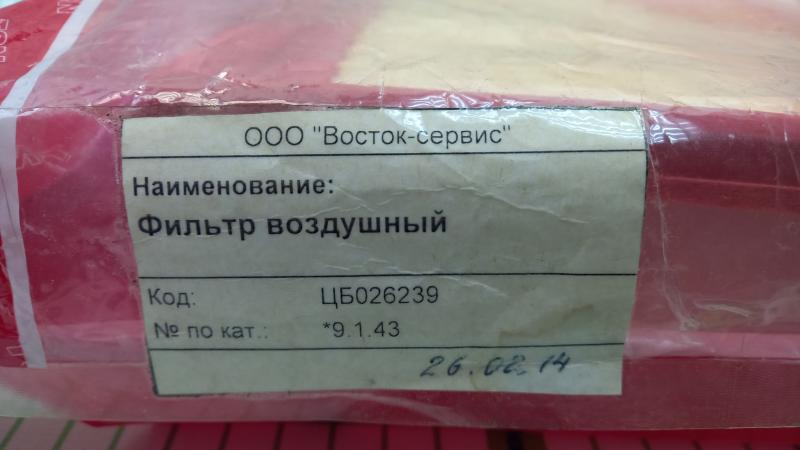 ООО "Восток-сервис"
Наименование:
Фильтр воздушный
Код: ЦБ026239
№ по кат.: *9.1.43
26.02.14